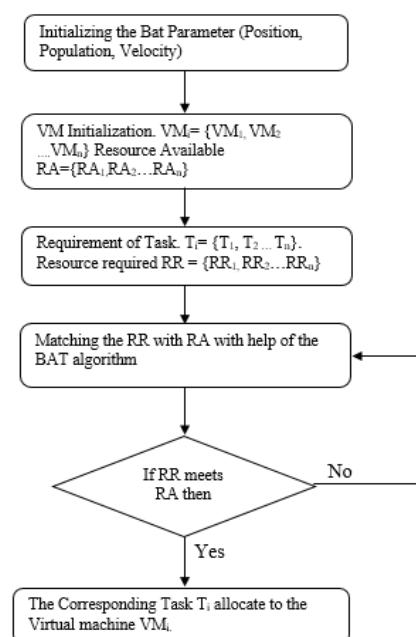 Initializing the Bat Parameter (Position,
Population, Velocity)
VM Initialization. VMᵢ= {VM₁, VM₂
....VMₙ} Resource Available
RA={RA₁,RA₂...RAₙ}
Requirement of Task. Tᵢ= {T₁, T₂ ... Tₙ}.
Resource required RR = {RR₁, RR₂...RRₙ}
Matching the RR with RA with help of the
BAT algorithm
If RR meets
RA then
No
Yes
The Corresponding Task Tᵢ allocate to the
Virtual machine VMᵢ.